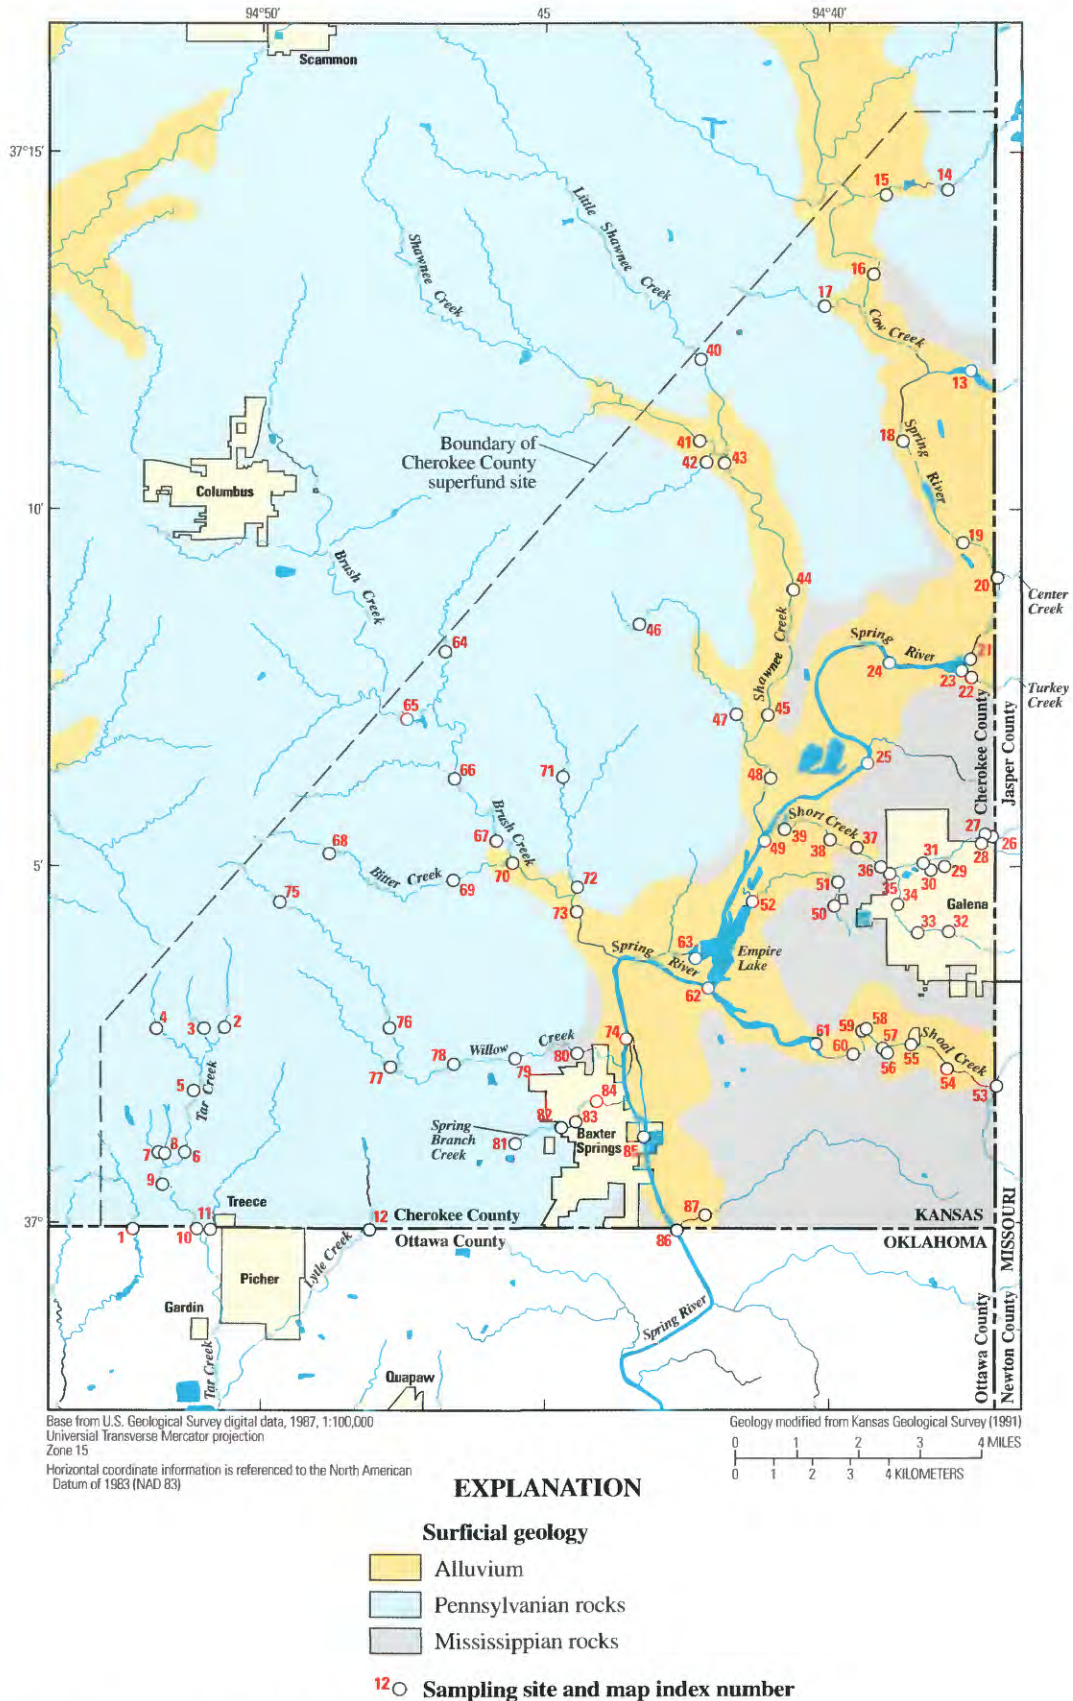 94°50'
45
94°40'
Scammon
37°15'
14
15
Little Shawnee Creek
Shawnee Creek
16
17
Cow Creek
40
13
Boundary of
Cherokee County
superfund site
41
42
43
18
Spring River
Columbus
10'
19
20
Center
Creek
Brush Creek
44
46
64
Spring River
21
24
23
22
Turkey
Creek
Shawnee Creek
65
47
45
Cherokee County
Jasper County
25
66
71
48
Brush Creek
Short Creek
67
39
38
37
27
26
28
49
68
5'
70
31
36
30
29
Bitter Creek
69
72
51
35
75
73
52
50
34
Galena
33
32
Spring River
63
Empire
Lake
62
4
3
2
76
74
61
59
58
57
Shoal Creek
60
56
55
54
53
Willow Creek
78
79
80
77
5
Tar Creek
84
82
83
Spring
Branch
Creek
81
Baxter
Springs
85
7
8
6
9
Treece
87
37°
11
12
Cherokee County
KANSAS
1
10
Ottawa County
86
OKLAHOMA
MISSOURI
Lytle Creek
Picher
Gardin
Spring River
Tar Creek
Quapaw
Ottawa County
Newton County
Base from U.S. Geological Survey digital data, 1987, 1:100,000
Universial Transverse Mercator projection
Zone 15
Horizontal coordinate information is referenced to the North American
Datum of 1983 (NAD 83)
Geology modified from Kansas Geological Survey (1991)
0 1 2 3 4 MILES
0 1 2 3 4 KILOMETERS
EXPLANATION
Surficial geology
Alluvium
Pennsylvanian rocks
Mississippian rocks
12 Sampling site and map index number